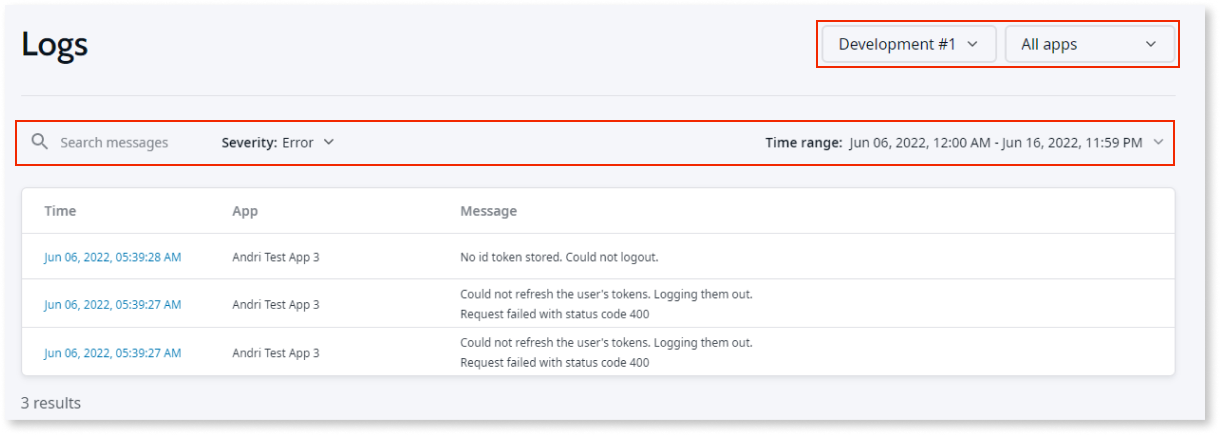 Logs
Development #1
All apps
Search messages
Severity: Error
Time range: Jun 06, 2022, 12:00 AM - Jun 16, 2022, 11:59 PM
Time App Message
Jun 06, 2022, 05:39:28 AM Andri Test App 3 No id token stored. Could not logout.
Jun 06, 2022, 05:39:27 AM Andri Test App 3 Could not refresh the user's tokens. Logging them out.
Request failed with status code 400
Jun 06, 2022, 05:39:27 AM Andri Test App 3 Could not refresh the user's tokens. Logging them out.
Request failed with status code 400
3 results